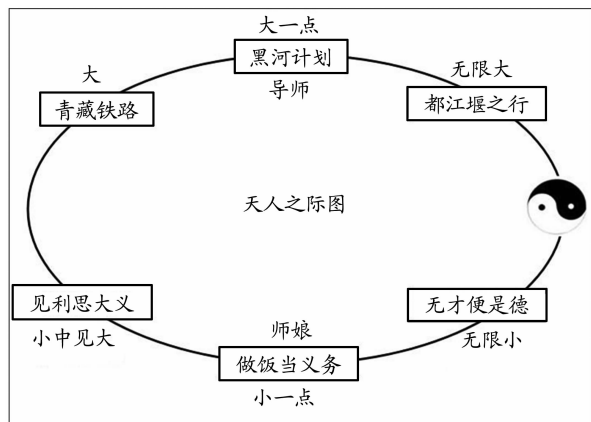 大一点
黑河计划
导师
大
青藏铁路
无限大
都江堰之行
天人之际图
见利思大义
小中见大
师娘
做饭当义务
小一点
无才便是德
无限小